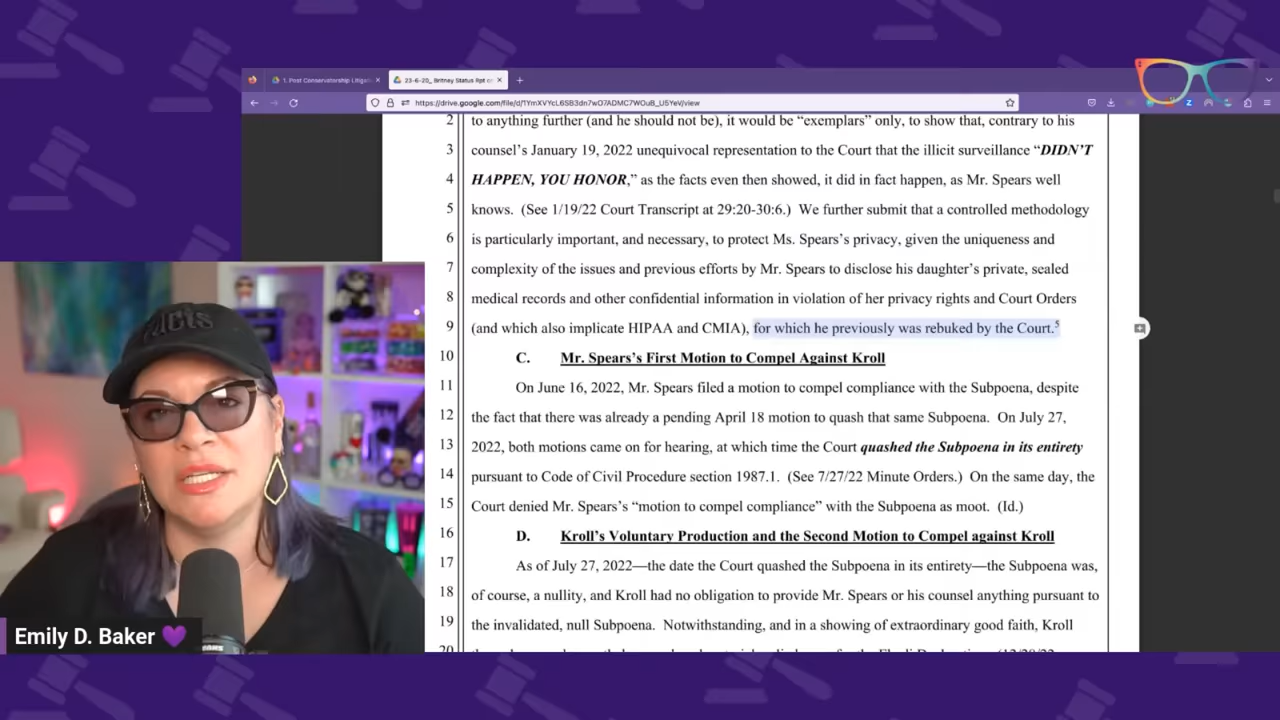 1. Post Conservatorship Litigat
23-6-20_ Britney Status Rpt on
https://drive.google.com/file/d/1YmXVYcL6SB3dn7wO7ADMC7WOuB_U5YeV/view
2 to anything further (and he should not be), it would be “exemplars” only, to show that, contrary to his
3 counsel’s January 19, 2022 unequivocal representation to the Court that the illicit surveillance “DIDN’T
4 HAPPEN, YOU HONOR,” as the facts even then showed, it did in fact happen, as Mr. Spears well
5 knows. (See 1/19/22 Court Transcript at 29:20-30:6.) We further submit that a controlled methodology
6 is particularly important, and necessary, to protect Ms. Spears’s privacy, given the uniqueness and
7 complexity of the issues and previous efforts by Mr. Spears to disclose his daughter’s private, sealed
8 medical records and other confidential information in violation of her privacy rights and Court Orders
9 (and which also implicate HIPAA and CMIA), for which he previously was rebuked by the Court.5
10 C. Mr. Spears’s First Motion to Compel Against Kroll
11 On June 16, 2022, Mr. Spears filed a motion to compel compliance with the Subpoena, despite
12 the fact that there was already a pending April 18 motion to quash that same Subpoena. On July 27,
13 2022, both motions came on for hearing, at which time the Court quashed the Subpoena in its entirety
14 pursuant to Code of Civil Procedure section 1987.1. (See 7/27/22 Minute Orders.) On the same day, the
15 Court denied Mr. Spears’s “motion to compel compliance” with the Subpoena as moot. (Id.)
16 D. Kroll’s Voluntary Production and the Second Motion to Compel against Kroll
17 As of July 27, 2022—the date the Court quashed the Subpoena in its entirety—the Subpoena was,
18 of course, a nullity, and Kroll had no obligation to provide Mr. Spears or his counsel anything pursuant to
19 the invalidated, null Subpoena. Notwithstanding, and in a showing of extraordinary good faith, Kroll
20
facts
Emily D. Baker 💜